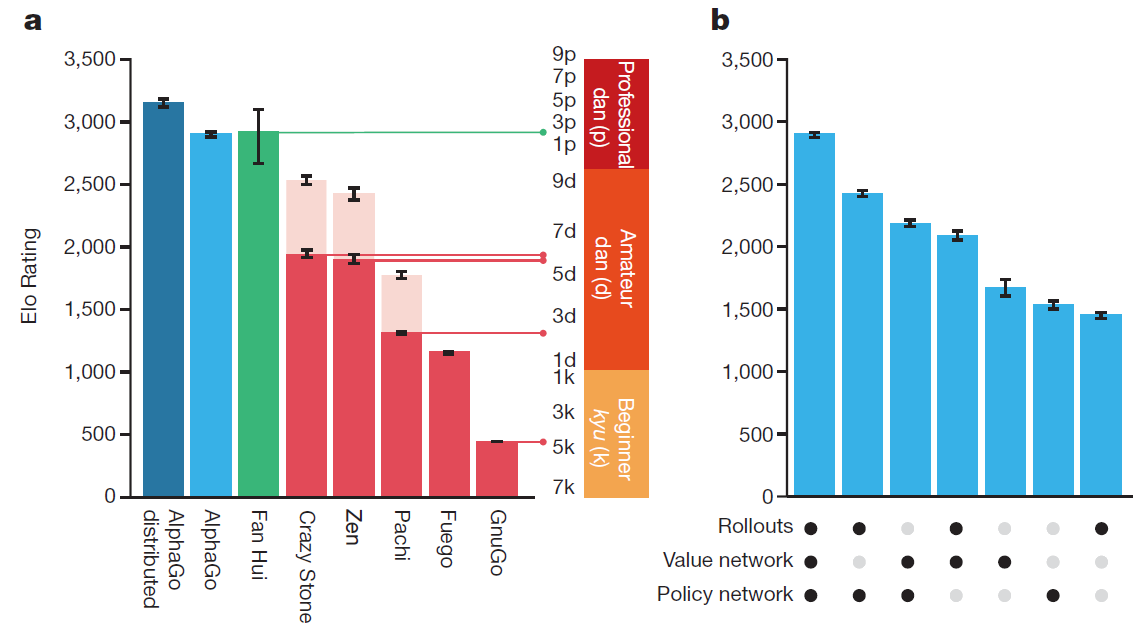 a
Elo Rating
3,500
3,000
2,500
2,000
1,500
1,000
500
0
AlphaGo
distributed
AlphaGo
Fan Hui
Crazy Stone
Zen
Pachi
Fuego
GnuGo
9p
7p
5p
3p
1p
9d
7d
5d
3d
1d
1k
3k
5k
7k
Professional
dan (p)
Amateur
dan (d)
Beginner
kyu (k)
b
3,500
3,000
2,500
2,000
1,500
1,000
500
0
Rollouts
Value network
Policy network